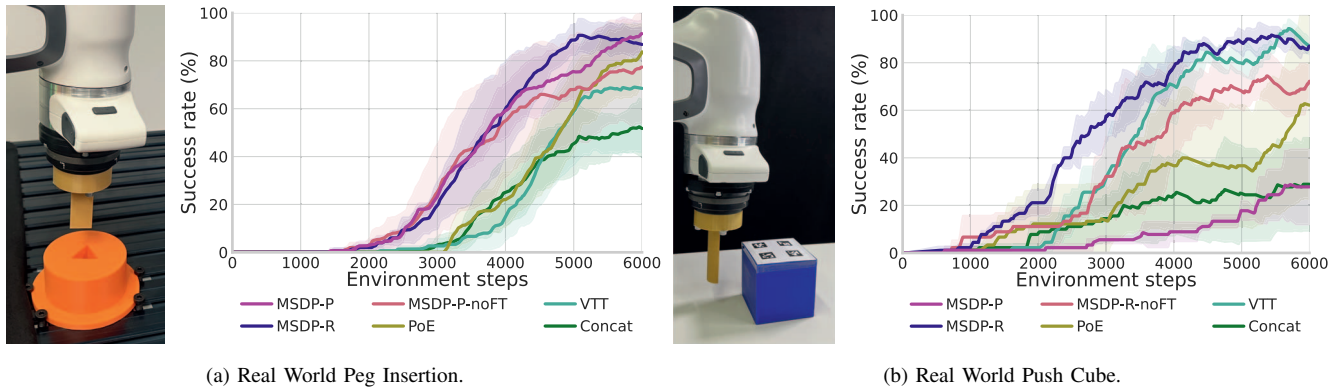 100
80
60
40
20
0
Success rate (%)
0 1000 2000 3000 4000 5000 6000
Environment steps
MSDP-P MSDP-P-noFT VTT
MSDP-R PoE Concat
(a) Real World Peg Insertion.
100
80
60
40
20
0
Success rate (%)
0 1000 2000 3000 4000 5000 6000
Environment steps
MSDP-P MSDP-R-noFT VTT
MSDP-R PoE Concat
(b) Real World Push Cube.